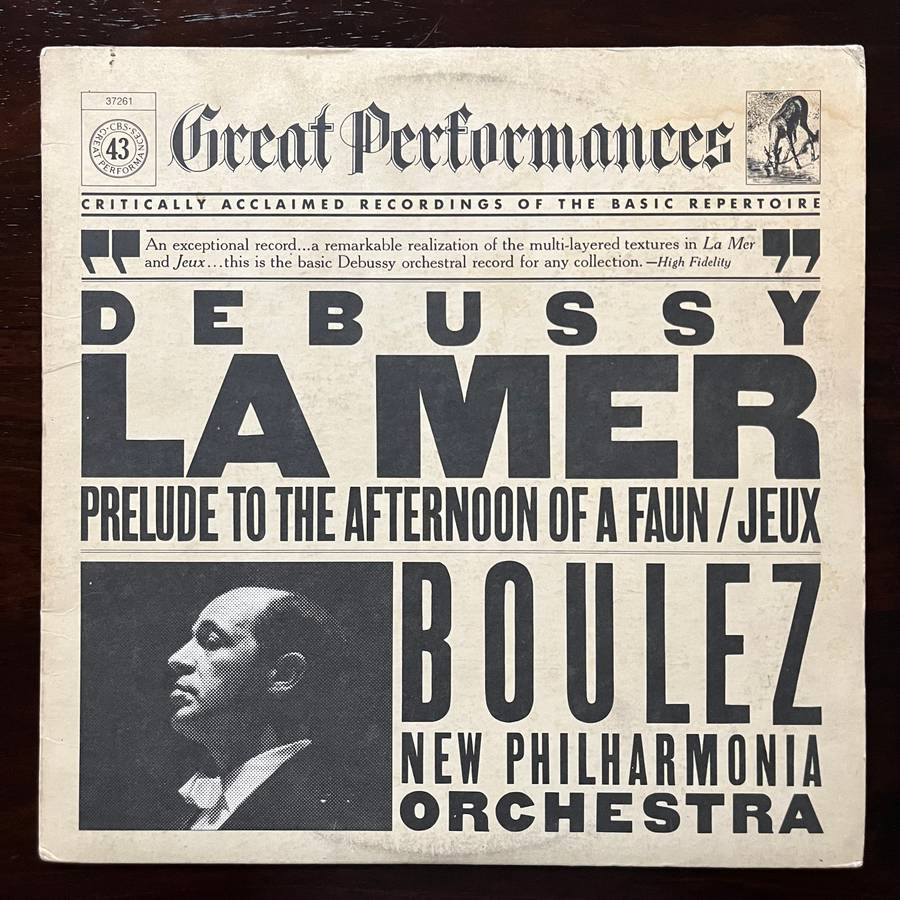 37261
·CBS·
GREAT PERFORMANCES
43
Great Performances
CRITICALLY ACCLAIMED RECORDINGS OF THE BASIC REPERTOIRE
" An exceptional record...a remarkable realization of the multi-layered textures in La Mer
and Jeux...this is the basic Debussy orchestral record for any collection. —High Fidelity "
DEBUSSY
LA MER
PRELUDE TO THE AFTERNOON OF A FAUN / JEUX
BOULEZ
NEW PHILHARMONIA
ORCHESTRA